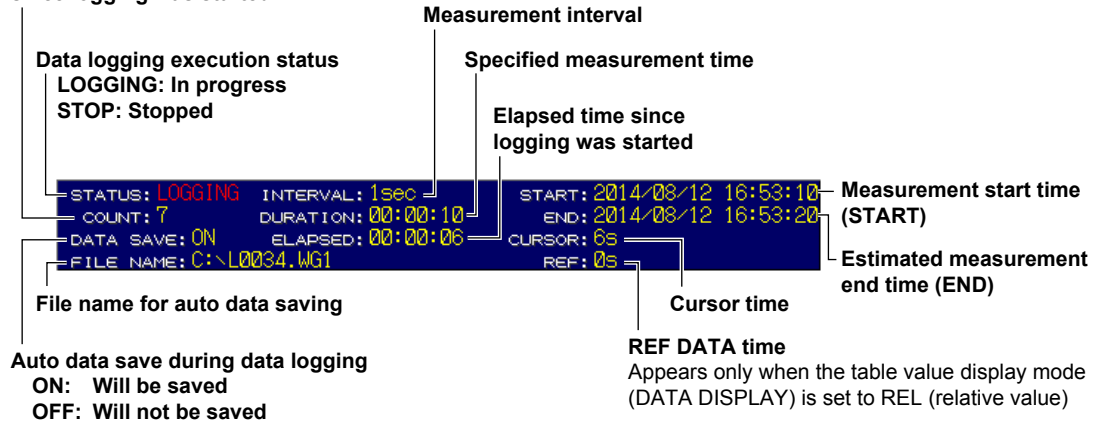 Measurement interval
Data logging execution status
LOGGING: In progress
STOP: Stopped
Specified measurement time
Elapsed time since
logging was started
STATUS: LOGGING INTERVAL: 1sec START: 2014/08/12 16:53:10
COUNT: 7 DURATION: 00:00:10 END: 2014/08/12 16:53:20
DATA SAVE: ON ELAPSED: 00:00:06 CURSOR: 6s
FILE NAME: C:\L0034.WG1 REF: 0s
Measurement start time
(START)
Estimated measurement
end time (END)
File name for auto data saving
Cursor time
Auto data save during data logging
ON: Will be saved
OFF: Will not be saved
REF DATA time
Appears only when the table value display mode
(DATA DISPLAY) is set to REL (relative value)